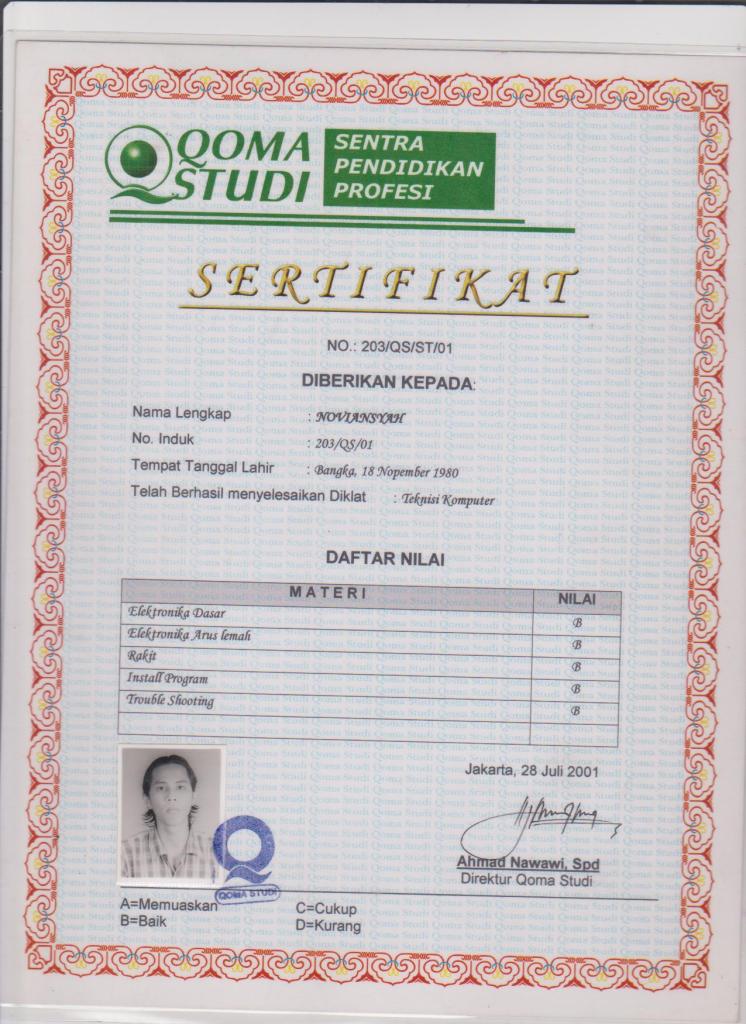 QOMA STUDI
SENTRA PENDIDIKAN PROFESI
SERTIFIKAT
NO.: 203/QS/ST/01
DIBERIKAN KEPADA:
Nama Lengkap : NOVIANSYAH
No. Induk : 203/QS/01
Tempat Tanggal Lahir : Bangka, 18 Nopember 1980
Telah Berhasil menyelesaikan Diklat : Teknisi Komputer
DAFTAR NILAI
MATERI NILAI
Elektronika Dasar B
Elektronika Arus lemah B
Rakit B
Install Program B
Trouble Shooting B
Jakarta, 28 Juli 2001
QOMA STUDI
Ahmad Nawawi, Spd
Direktur Qoma Studi
A=Memuaskan C=Cukup
B=Baik D=Kurang